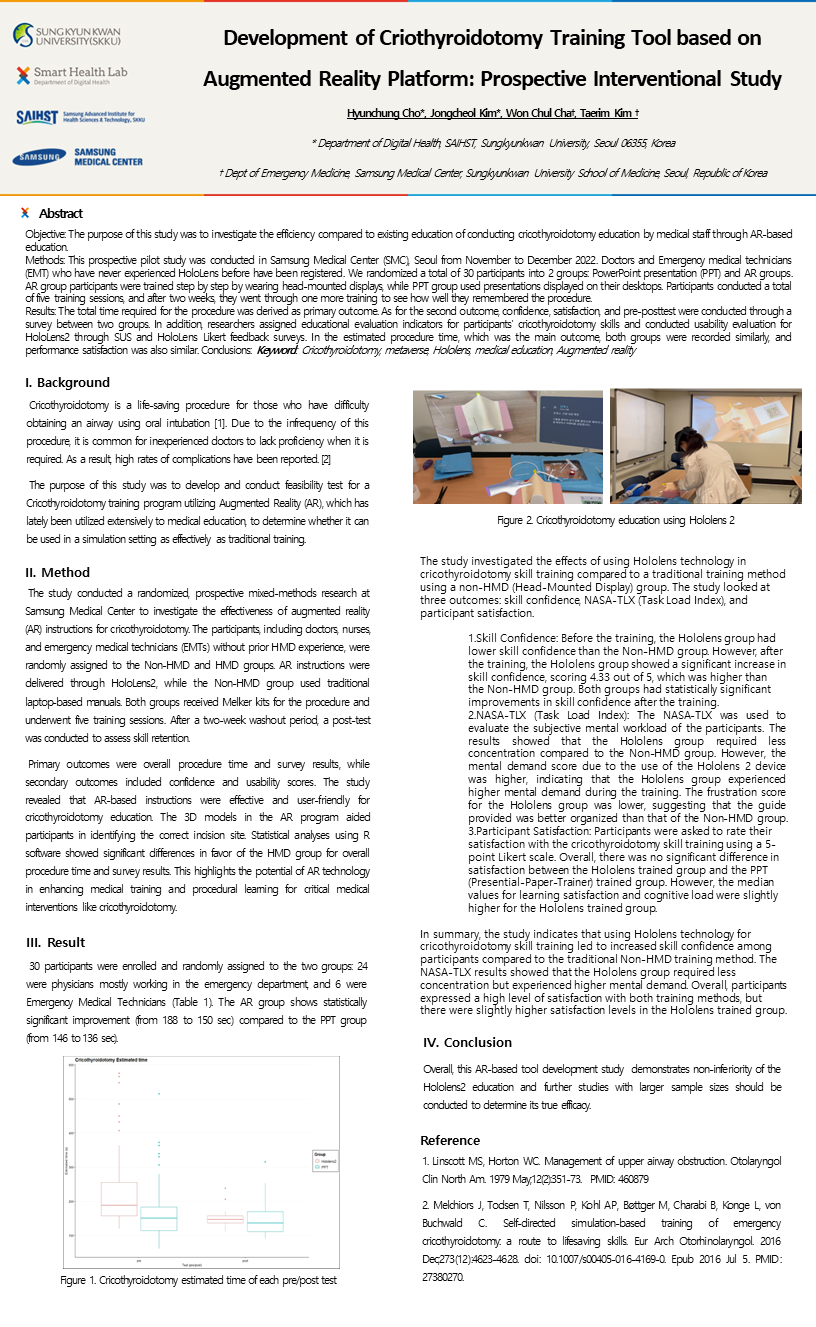 SUNGKYUNKWAN
UNIVERSITY(SKKU)
Smart Health Lab
Department of Digital Health
SAIHST Samsung Advanced Institute for
Health Sciences & Technology, SKKU
SAMSUNG SAMSUNG
MEDICAL CENTER
Development of Criothyroidotomy Training Tool based on
Augmented Reality Platform: Prospective Interventional Study
Hyunchung Cho*, Jongcheol Kim*, Won Chul Cha†, Taerim Kim †
* Department of Digital Health, SAIHST, Sungkyunkwan University, Seoul 06355, Korea
† Dept of Emergency Medicine, Samsung Medical Center, Sungkyunkwan University School of Medicine, Seoul, Republic of Korea
Abstract
Objective: The purpose of this study was to investigate the efficiency compared to existing education of conducting cricothyroidotomy education by medical staff through AR-based
education.
Methods: This prospective pilot study was conducted in Samsung Medical Center (SMC), Seoul from November to December 2022. Doctors and Emergency medical technicians
(EMT) who have never experienced HoloLens before have been registered. We randomized a total of 30 participants into 2 groups: PowerPoint presentation (PPT) and AR groups.
AR group participants were trained step by step by wearing head-mounted displays, while PPT group used presentations displayed on their desktops. Participants conducted a total
of five training sessions, and after two weeks, they went through one more training to see how well they remembered the procedure.
Results: The total time required for the procedure was derived as primary outcome. As for the second outcome, confidence, satisfaction, and pre-posttest were conducted through a
survey between two groups. In addition, researchers assigned educational evaluation indicators for participants' cricothyroidotomy skills and conducted usability evaluation for
HoloLens2 through SUS and HoloLens Likert feedback surveys. In the estimated procedure time, which was the main outcome, both groups were recorded similarly, and
performance satisfaction was also similar. Conclusions: Keyword: Cricothyroidotomy, metaverse, Hololens, medical education, Augmented reality
I. Background
Cricothyroidotomy is a life-saving procedure for those who have difficulty
obtaining an airway using oral intubation [1]. Due to the infrequency of this
procedure, it is common for inexperienced doctors to lack proficiency when it is
required. As a result, high rates of complications have been reported. [2]
The purpose of this study was to develop and conduct feasibility test for a
Cricothyroidotomy training program utilizing Augmented Reality (AR), which has
lately been utilized extensively to medical education, to determine whether it can
be used in a simulation setting as effectively as traditional training.
II. Method
The study conducted a randomized, prospective mixed-methods research at
Samsung Medical Center to investigate the effectiveness of augmented reality
(AR) instructions for cricothyroidotomy. The participants, including doctors, nurses,
and emergency medical technicians (EMTs) without prior HMD experience, were
randomly assigned to the Non-HMD and HMD groups. AR instructions were
delivered through HoloLens2, while the Non-HMD group used traditional
laptop-based manuals. Both groups received Melker kits for the procedure and
underwent five training sessions. After a two-week washout period, a post-test
was conducted to assess skill retention.
Primary outcomes were overall procedure time and survey results, while
secondary outcomes included confidence and usability scores. The study
revealed that AR-based instructions were effective and user-friendly for
cricothyroidotomy education. The 3D models in the AR program aided
participants in identifying the correct incision site. Statistical analyses using R
software showed significant differences in favor of the HMD group for overall
procedure time and survey results. This highlights the potential of AR technology
in enhancing medical training and procedural learning for critical medical
interventions like cricothyroidotomy.
III. Result
30 participants were enrolled and randomly assigned to the two groups: 24
were physicians mostly working in the emergency department, and 6 were
Emergency Medical Technicians (Table 1). The AR group shows statistically
significant improvement (from 188 to 150 sec) compared to the PPT group
(from 146 to 136 sec).
Cricothyroidotomy Estimated time
Group
Hololens2
PPT
pre
post
Figure 1. Cricothyroidotomy estimated time of each pre/post test
Figure 2. Cricothyroidotomy education using Hololens 2
The study investigated the effects of using Hololens technology in
cricothyroidotomy skill training compared to a traditional training method
using a non-HMD (Head-Mounted Display) group. The study looked at
three outcomes: skill confidence, NASA-TLX (Task Load Index), and
participant satisfaction.
1.Skill Confidence: Before the training, the Hololens group had
lower skill confidence than the Non-HMD group. However, after
the training, the Hololens group showed a significant increase in
skill confidence, scoring 4.33 out of 5, which was higher than
the Non-HMD group. Both groups had statistically significant
improvements in skill confidence after the training.
2.NASA-TLX (Task Load Index): The NASA-TLX was used to
evaluate the subjective mental workload of the participants. The
results showed that the Hololens group required less
concentration compared to the Non-HMD group. However, the
mental demand score due to the use of the Hololens 2 device
was higher, indicating that the Hololens group experienced
higher mental demand during the training. The frustration score
for the Hololens group was lower, suggesting that the guide
provided was better organized than that of the Non-HMD group.
3.Participant Satisfaction: Participants were asked to rate their
satisfaction with the cricothyroidotomy skill training using a 5-
point Likert scale. Overall, there was no significant difference in
satisfaction between the Hololens trained group and the PPT
(Presential-Paper-Trainer) trained group. However, the median
values for learning satisfaction and cognitive load were slightly
higher for the Hololens trained group.
In summary, the study indicates that using Hololens technology for
cricothyroidotomy skill training led to increased skill confidence among
participants compared to the traditional Non-HMD training method. The
NASA-TLX results showed that the Hololens group required less
concentration but experienced higher mental demand. Overall, participants
expressed a high level of satisfaction with both training methods, but
there were slightly higher satisfaction levels in the Hololens trained group.
IV. Conclusion
Overall, this AR-based tool development study demonstrates non-inferiority of the
Hololens2 education and further studies with larger sample sizes should be
conducted to determine its true efficacy.
Reference
1. Linscott MS, Horton WC. Management of upper airway obstruction. Otolaryngol
Clin North Am. 1979 May;12(2):351-73. PMID: 460879
2. Melchiors J, Todsen T, Nilsson P, Kohl AP, Bøttger M, Charabi B, Konge L, von
Buchwald C. Self-directed simulation-based training of emergency
cricothyroidotomy: a route to lifesaving skills. Eur Arch Otorhinolaryngol. 2016
Dec;273(12):4623-4628. doi: 10.1007/s00405-016-4169-0. Epub 2016 Jul 5. PMID:
27380270.